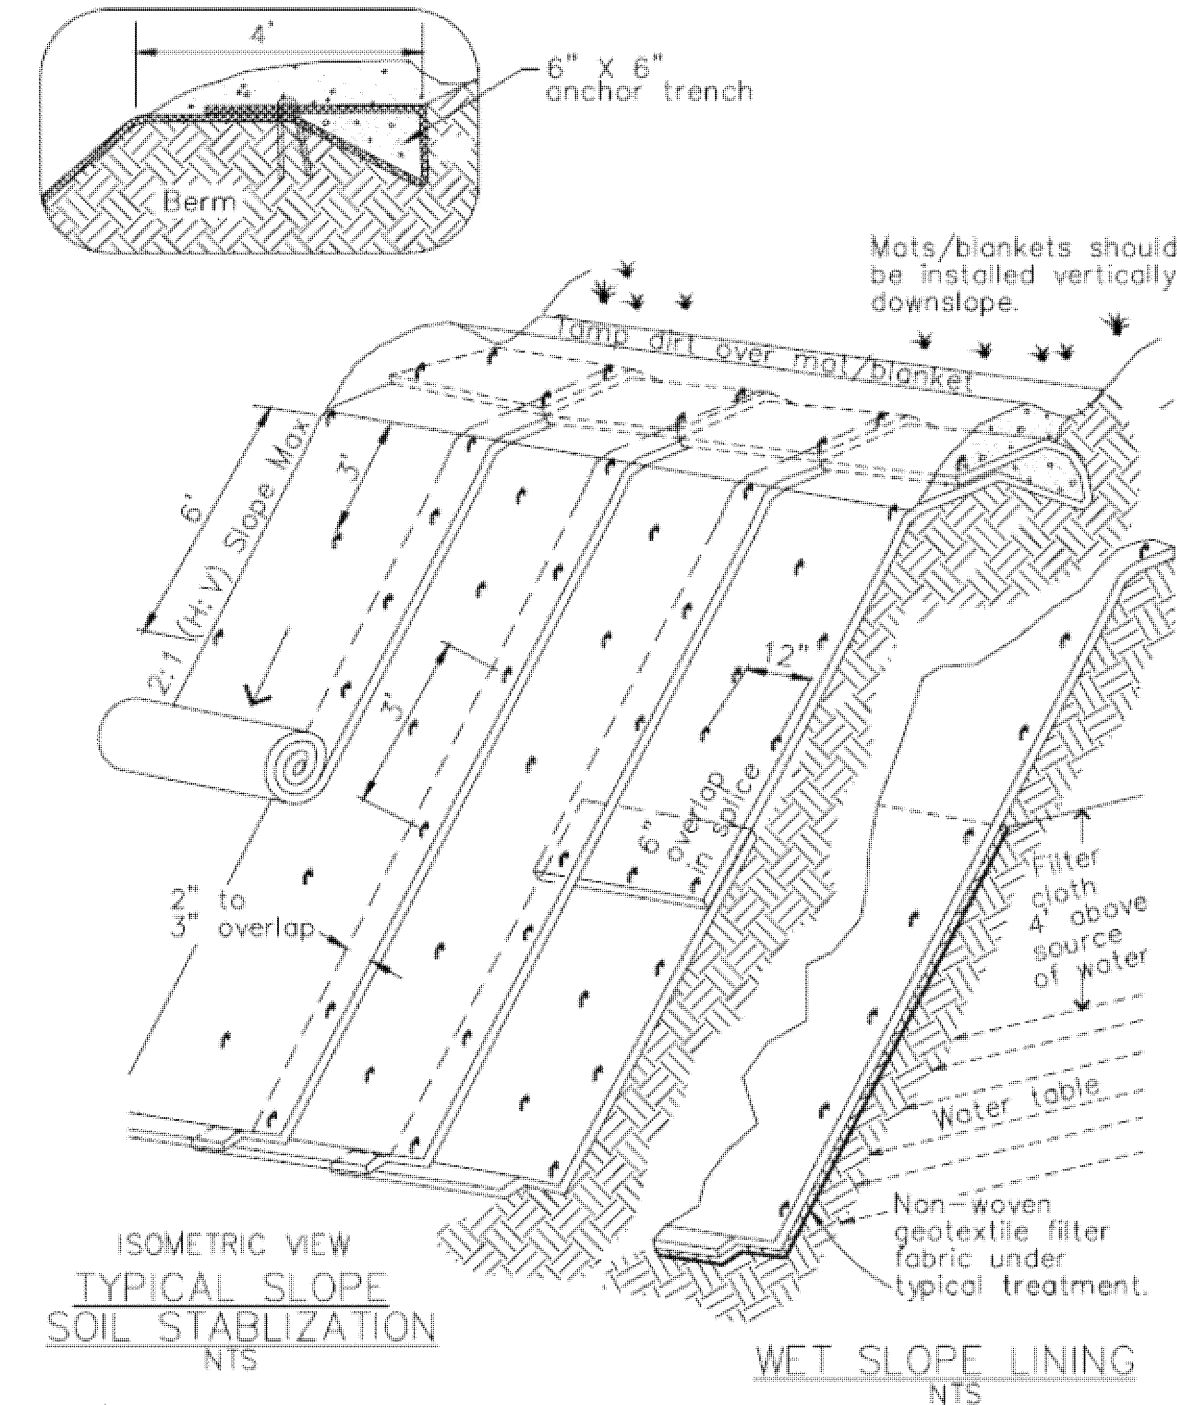 4'
6" X 6"
anchor trench
Berm
Mats/blankets should
be installed vertically
downslope.
Tamp dirt over mat/blanket
6'
2:1 (H:V) Slope Max
3'
3'
12"
6"
overlap
in splice
2" to
3" overlap
Filter
cloth
4' above
source
of water
Water table
Non-woven
geotextile filter
fabric under
typical treatment.
ISOMETRIC VIEW
TYPICAL SLOPE
SOIL STABLIZATION
NTS
WET SLOPE LINING
NTS